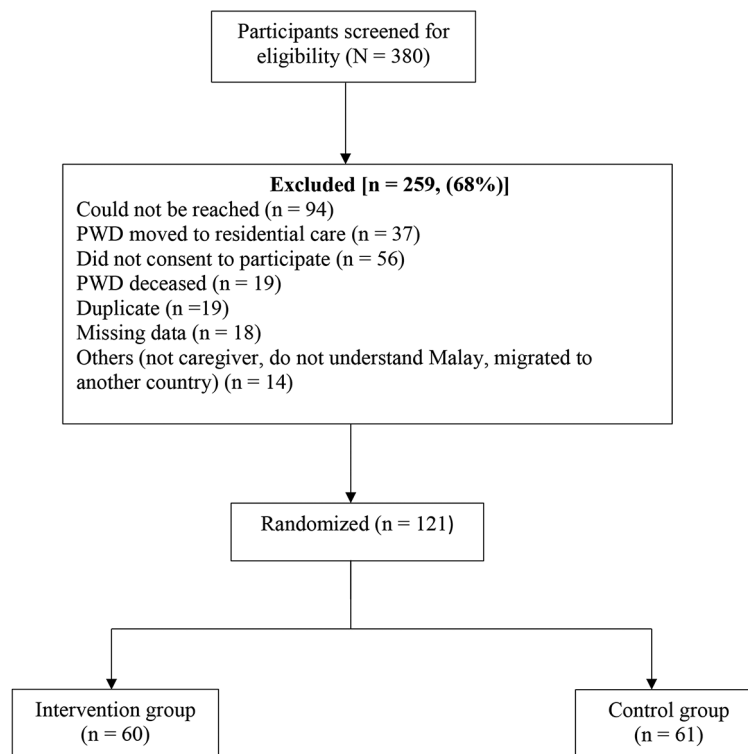 Participants screened for
eligibility (N = 380)
Excluded [n = 259, (68%)]
Could not be reached (n = 94)
PWD moved to residential care (n = 37)
Did not consent to participate (n = 56)
PWD deceased (n = 19)
Duplicate (n =19)
Missing data (n = 18)
Others (not caregiver, do not understand Malay, migrated to
another country) (n = 14)
Randomized (n = 121)
Intervention group
(n = 60)
Control group
(n = 61)